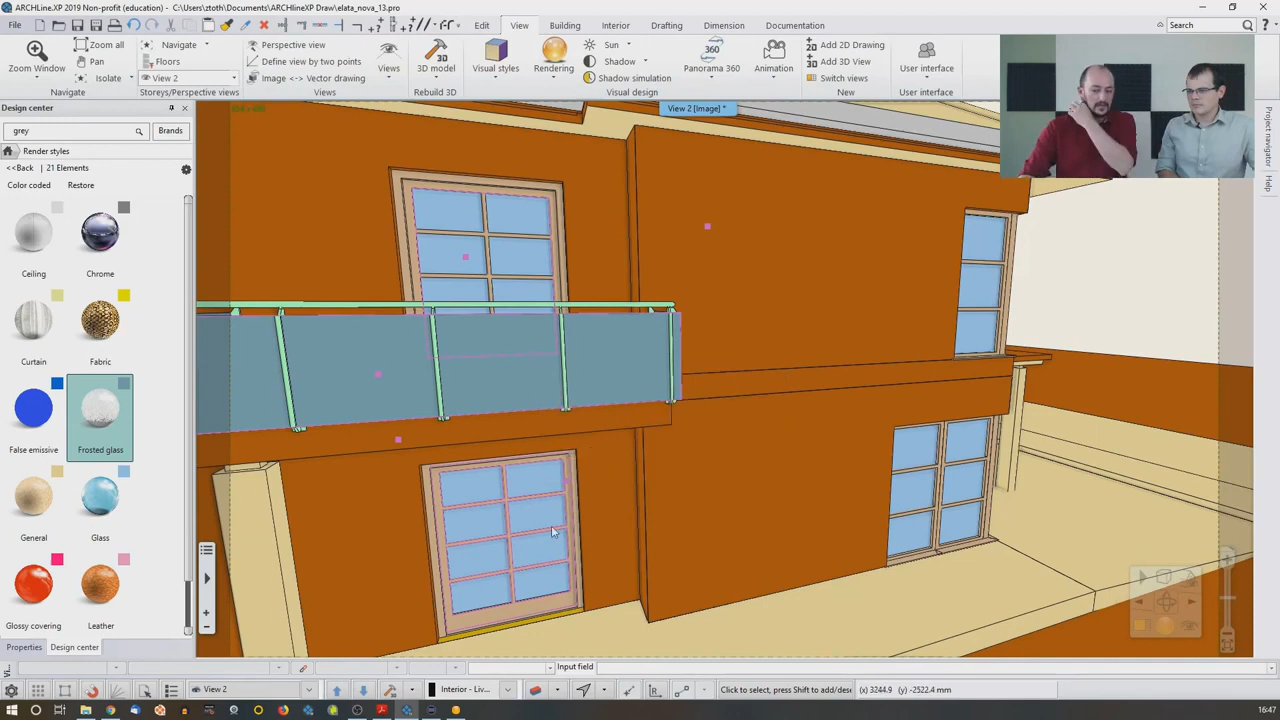 ARCHLine.XP 2019 Non-profit (education) - C:\Users\ztoth\Documents\ARCHlineXP Draw\elata_nova_13.pro
File Edit View Building Interior Drafting Dimension Documentation Search
Zoom all Navigate Perspective view Sun Add 2D Drawing
Pan Floors Define view by two points Shadow Add 3D View
Zoom Window Isolate View 2 Image <-> Vector drawing Views 3D model Visual styles Rendering Shadow simulation Panorama 360 Animation Switch views User interface
Navigate Storeys/Perspective views Views Rebuild 3D Visual design New User interface
Design center
View 2 [Image] *
grey Brands
Render styles
<<Back | 21 Elements
Color coded Restore
Ceiling Chrome
Curtain Fabric
False emissive Frosted glass
General Glass
Glossy covering Leather
Project navigator
Help
Properties Design center
Input field
View 2 Interior - Liv... Click to select, press Shift to add/dese (x) 3244.9 (y) -2522.4 mm
16:47